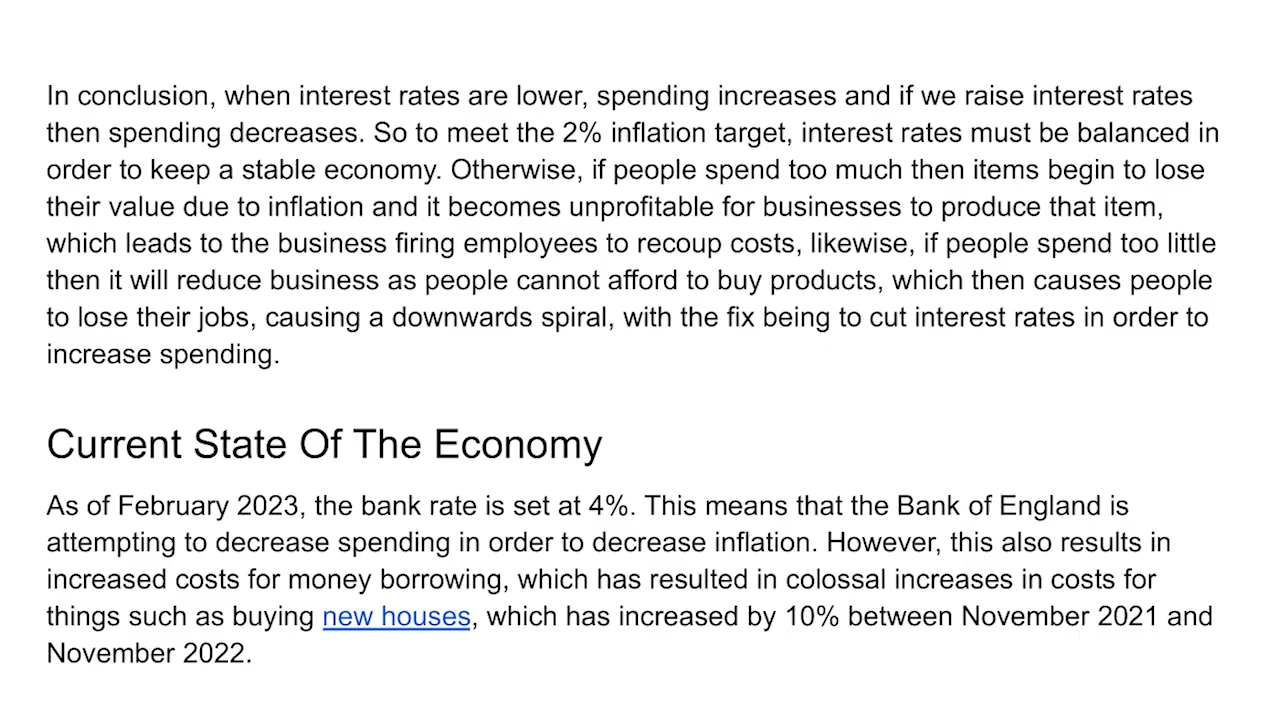 In conclusion, when interest rates are lower, spending increases and if we raise interest rates
then spending decreases. So to meet the 2% inflation target, interest rates must be balanced in
order to keep a stable economy. Otherwise, if people spend too much then items begin to lose
their value due to inflation and it becomes unprofitable for businesses to produce that item,
which leads to the business firing employees to recoup costs, likewise, if people spend too little
then it will reduce business as people cannot afford to buy products, which then causes people
to lose their jobs, causing a downwards spiral, with the fix being to cut interest rates in order to
increase spending.
Current State Of The Economy
As of February 2023, the bank rate is set at 4%. This means that the Bank of England is
attempting to decrease spending in order to decrease inflation. However, this also results in
increased costs for money borrowing, which has resulted in colossal increases in costs for
things such as buying new houses, which has increased by 10% between November 2021 and
November 2022.